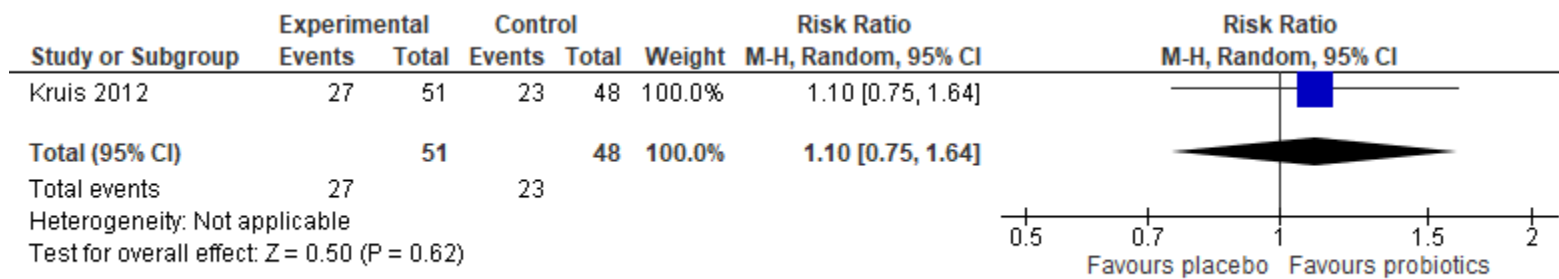 Experimental Control Risk Ratio Risk Ratio
Study or Subgroup Events Total Events Total Weight M-H, Random, 95% CI M-H, Random, 95% CI
Kruis 2012 27 51 23 48 100.0% 1.10 [0.75, 1.64]
Total (95% CI) 51 48 100.0% 1.10 [0.75, 1.64]
Total events 27 23
Heterogeneity: Not applicable
Test for overall effect: Z = 0.50 (P = 0.62)
0.5 0.7 1 1.5 2
Favours placebo Favours probiotics